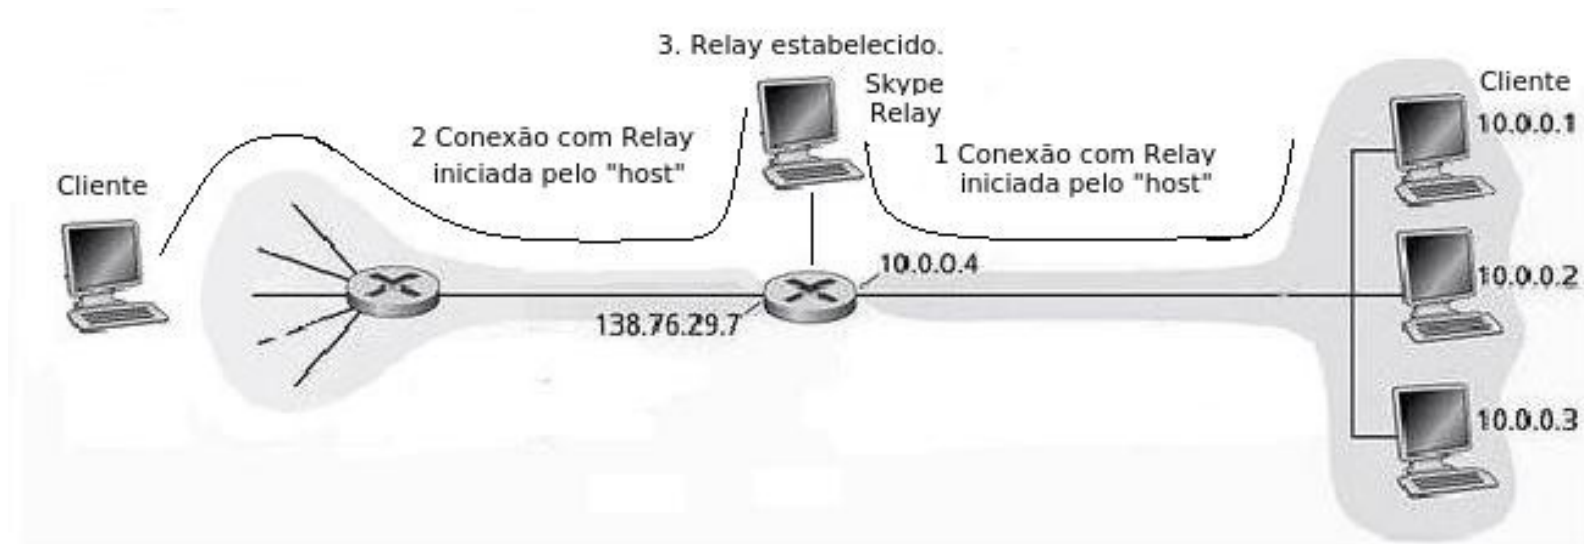 3. Relay estabelecido.
Skype
Relay
Cliente
10.0.0.1
2 Conexão com Relay
iniciada pelo "host"
1 Conexão com Relay
iniciada pelo "host"
Cliente
10.0.0.4
10.0.0.2
138.76.29.7
10.0.0.3